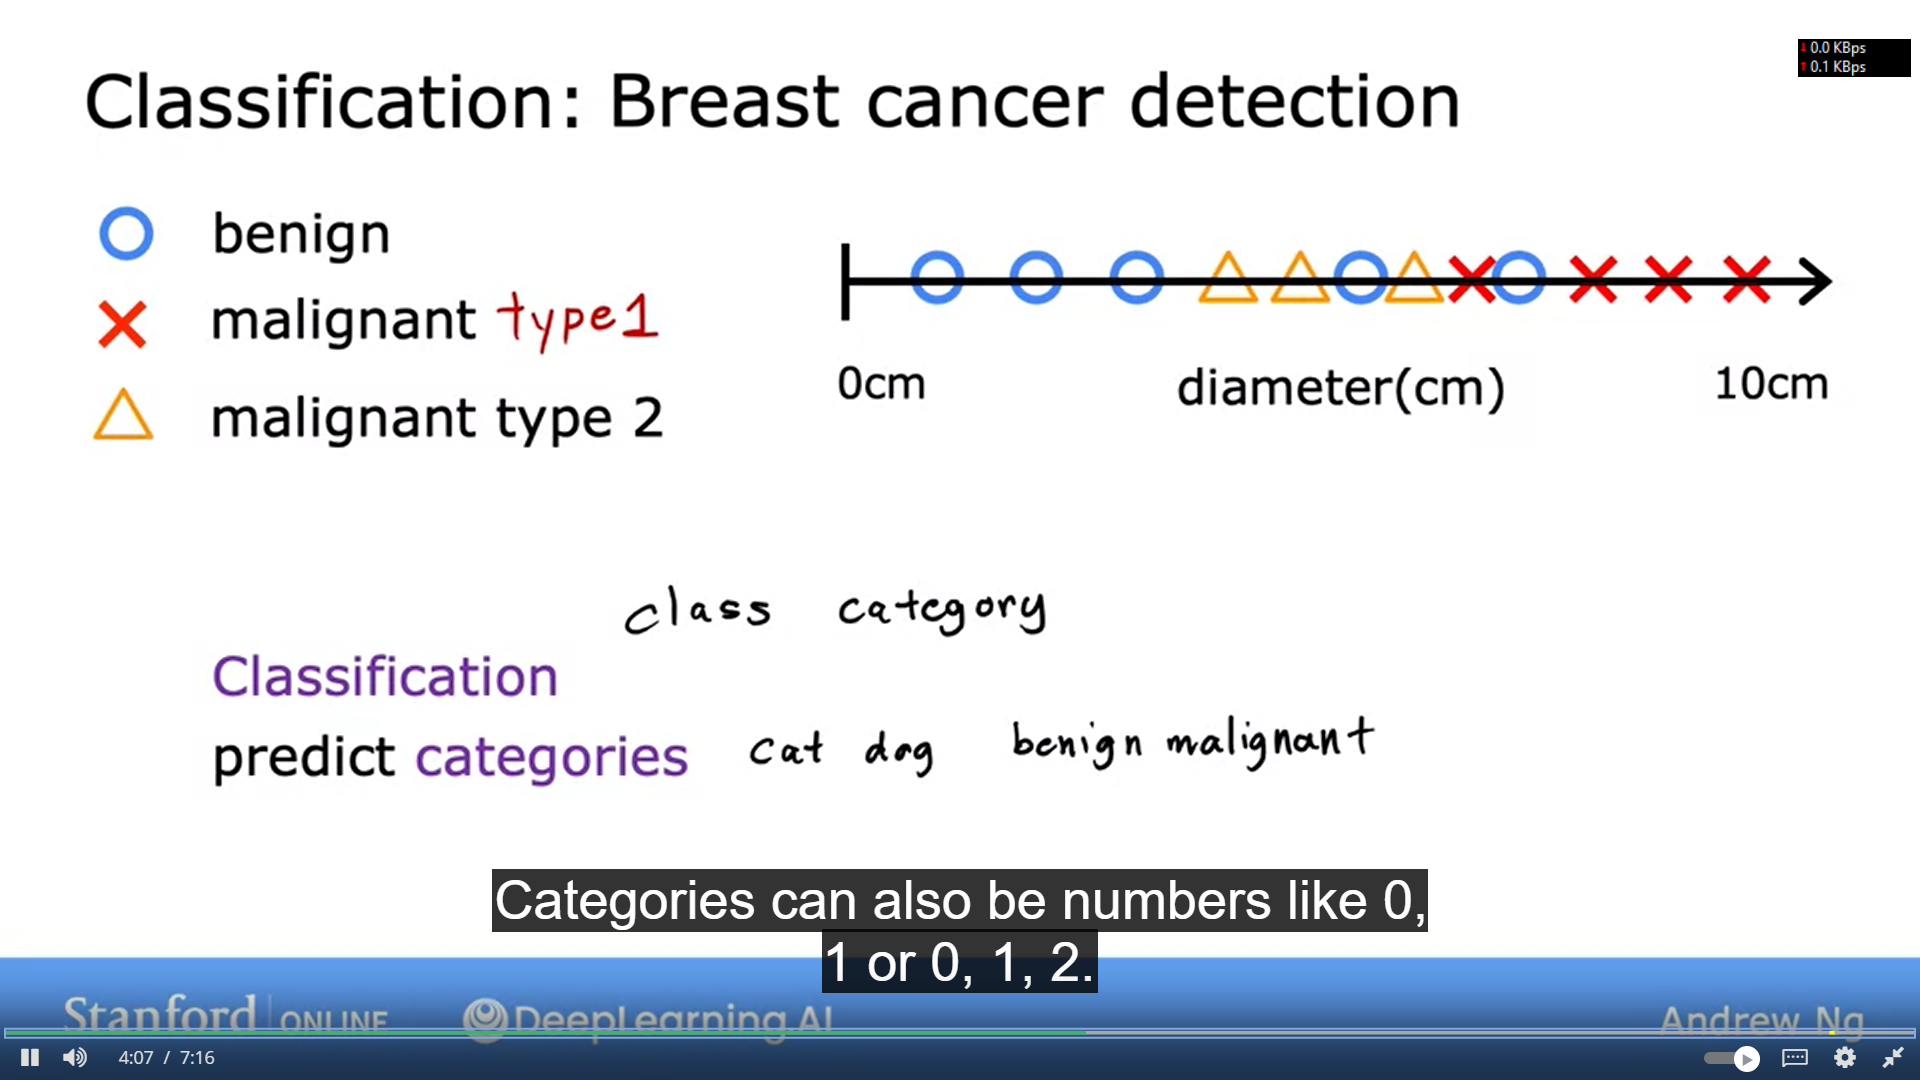 0.0 KBps
0.1 KBps
Classification: Breast cancer detection
benign
malignant type1
malignant type 2
0cm
diameter(cm)
10cm
class category
Classification
predict categories cat dog benign malignant
Categories can also be numbers like 0,
1 or 0, 1, 2.
Stanford ONLINE DeepLearning.AI Andrew Ng
4:07 / 7:16